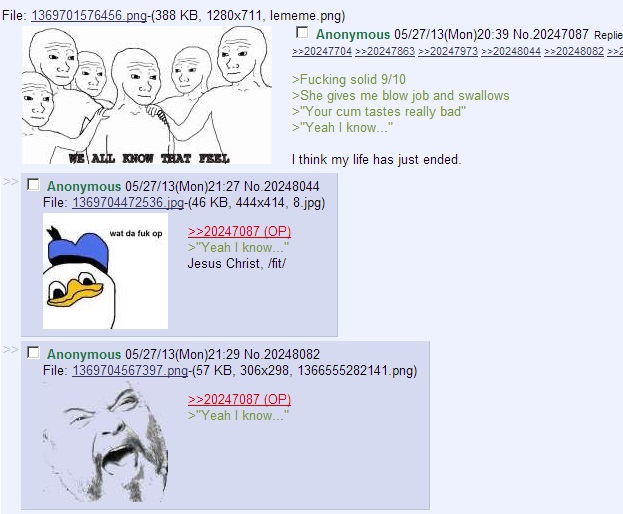 File: 1369701576456.png-(388 KB, 1280x711, lememe.png)
WE ALL KNOW THAT FEEL
Anonymous 05/27/13(Mon)20:39 No.20247087 Replie
>>20247704 >>20247863 >>20247973 >>20248044 >>20248082 >>2
>Fucking solid 9/10
>She gives me blow job and swallows
>"Your cum tastes really bad"
>"Yeah I know..."
I think my life has just ended.
>> Anonymous 05/27/13(Mon)21:27 No.20248044
File: 1369704472536.jpg-(46 KB, 444x414, 8.jpg)
wat da fuk op
>>20247087 (OP)
>"Yeah I know..."
Jesus Christ, /fit/
>> Anonymous 05/27/13(Mon)21:29 No.20248082
File: 1369704567397.png-(57 KB, 306x298, 1366555282141.png)
>>20247087 (OP)
>"Yeah I know..."